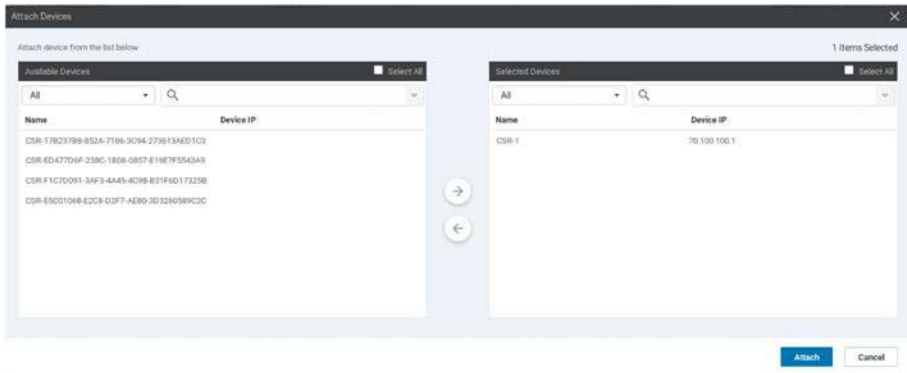 Attach Devices
Attach device from the list below
1 Items Selected
Available Devices
Select All
All
Name Device IP
CSR-17B237B8-B52A-7186-3C94-273613AED1C3
CSR-ED477D6F-238C-1808-0857-E19E7F5543A9
CSR-F1C7D091-3AF3-4A45-4C98-B31F6D17325B
CSR-E5C01068-E2C8-D2F7-AE80-3D3260589C2C
Selected Devices
Select All
All
Name Device IP
CSR-1 70.100.100.1
Attach Cancel